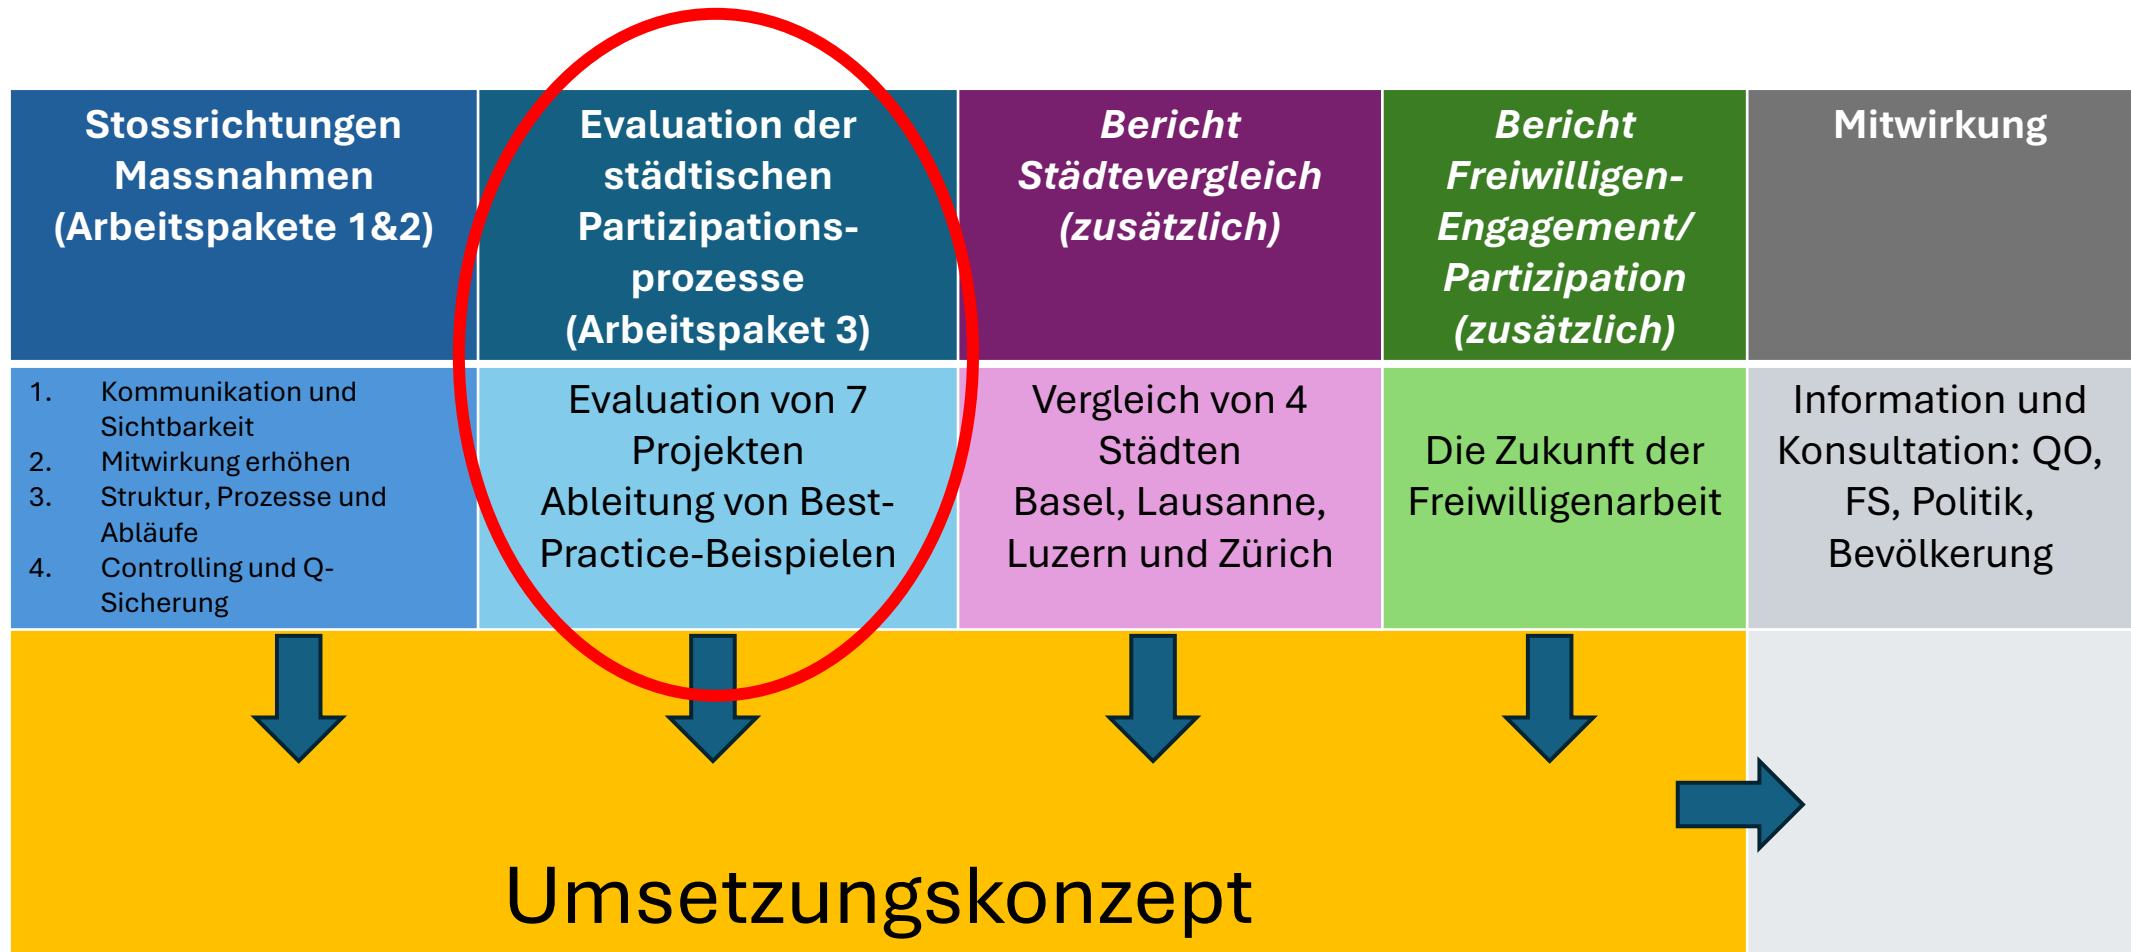 Stossrichtungen
Massnahmen
(Arbeitspakete 1&2)
Evaluation der
städtischen
Partizipations-
prozesse
(Arbeitspaket 3)
Bericht
Städtevergleich
(zusätzlich)
Bericht
Freiwilligen-
Engagement/
Partizipation
(zusätzlich)
Mitwirkung
1. Kommunikation und
Sichtbarkeit
2. Mitwirkung erhöhen
3. Struktur, Prozesse und
Abläufe
4. Controlling und Q-
Sicherung
Evaluation von 7
Projekten
Ableitung von Best-
Practice-Beispielen
Vergleich von 4
Städten
Basel, Lausanne,
Luzern und Zürich
Die Zukunft der
Freiwilligenarbeit
Information und
Konsultation: QO,
FS, Politik,
Bevölkerung
Umsetzungskonzept